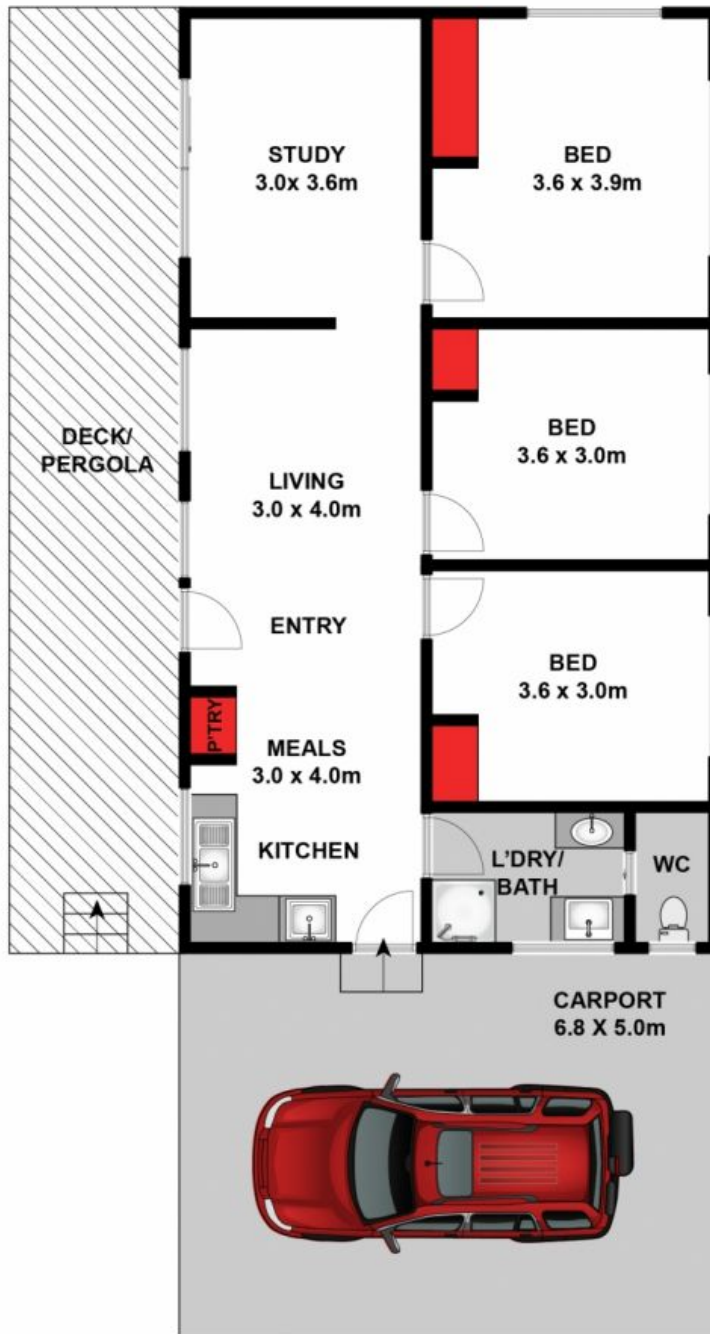 STUDY
3.0x 3.6m
BED
3.6 x 3.9m
DECK/
PERGOLA
LIVING
3.0 x 4.0m
BED
3.6 x 3.0m
ENTRY
BED
3.6 x 3.0m
P'TRY
MEALS
3.0 x 4.0m
KITCHEN
L'DRY/
BATH
WC
CARPORT
6.8 X 5.0m